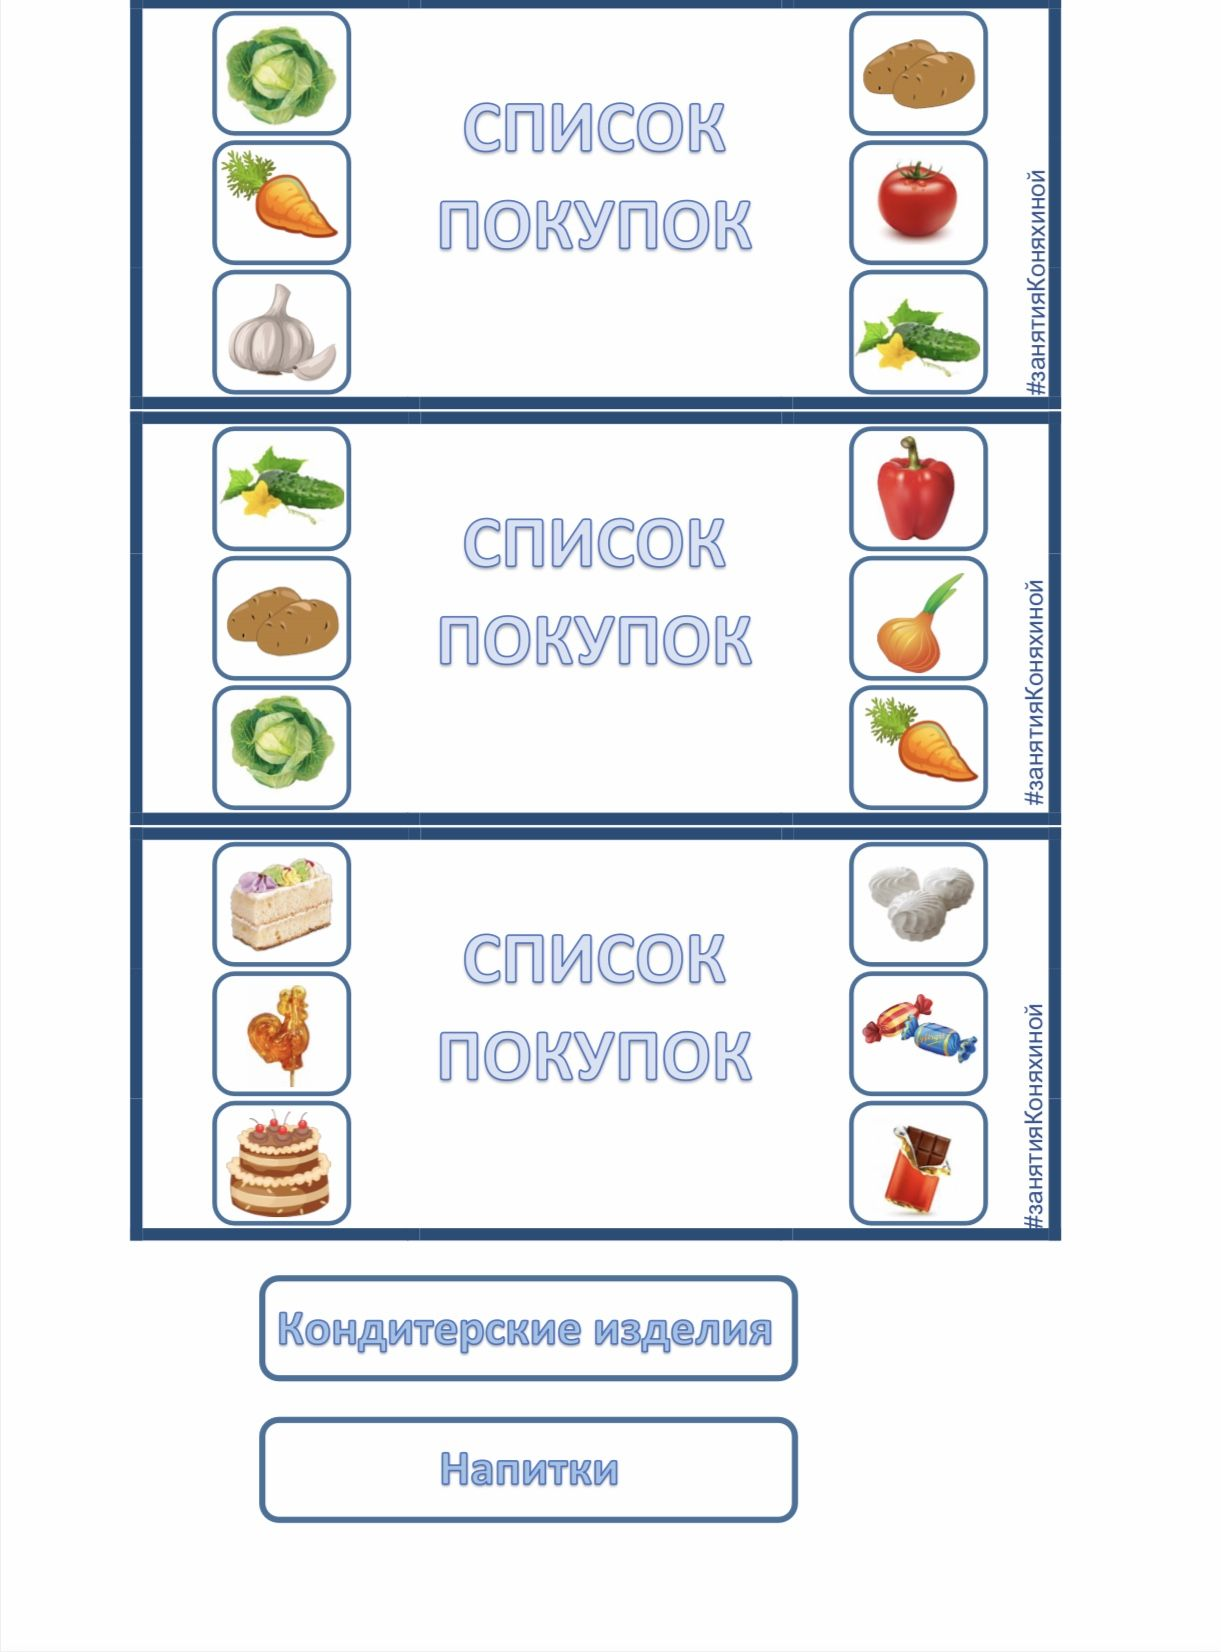 СПИСОК
ПОКУПОК
#занятияКоняхиной
СПИСОК
ПОКУПОК
#занятияКоняхиной
СПИСОК
ПОКУПОК
#занятияКоняхиной
Кондитерские изделия
Напитки